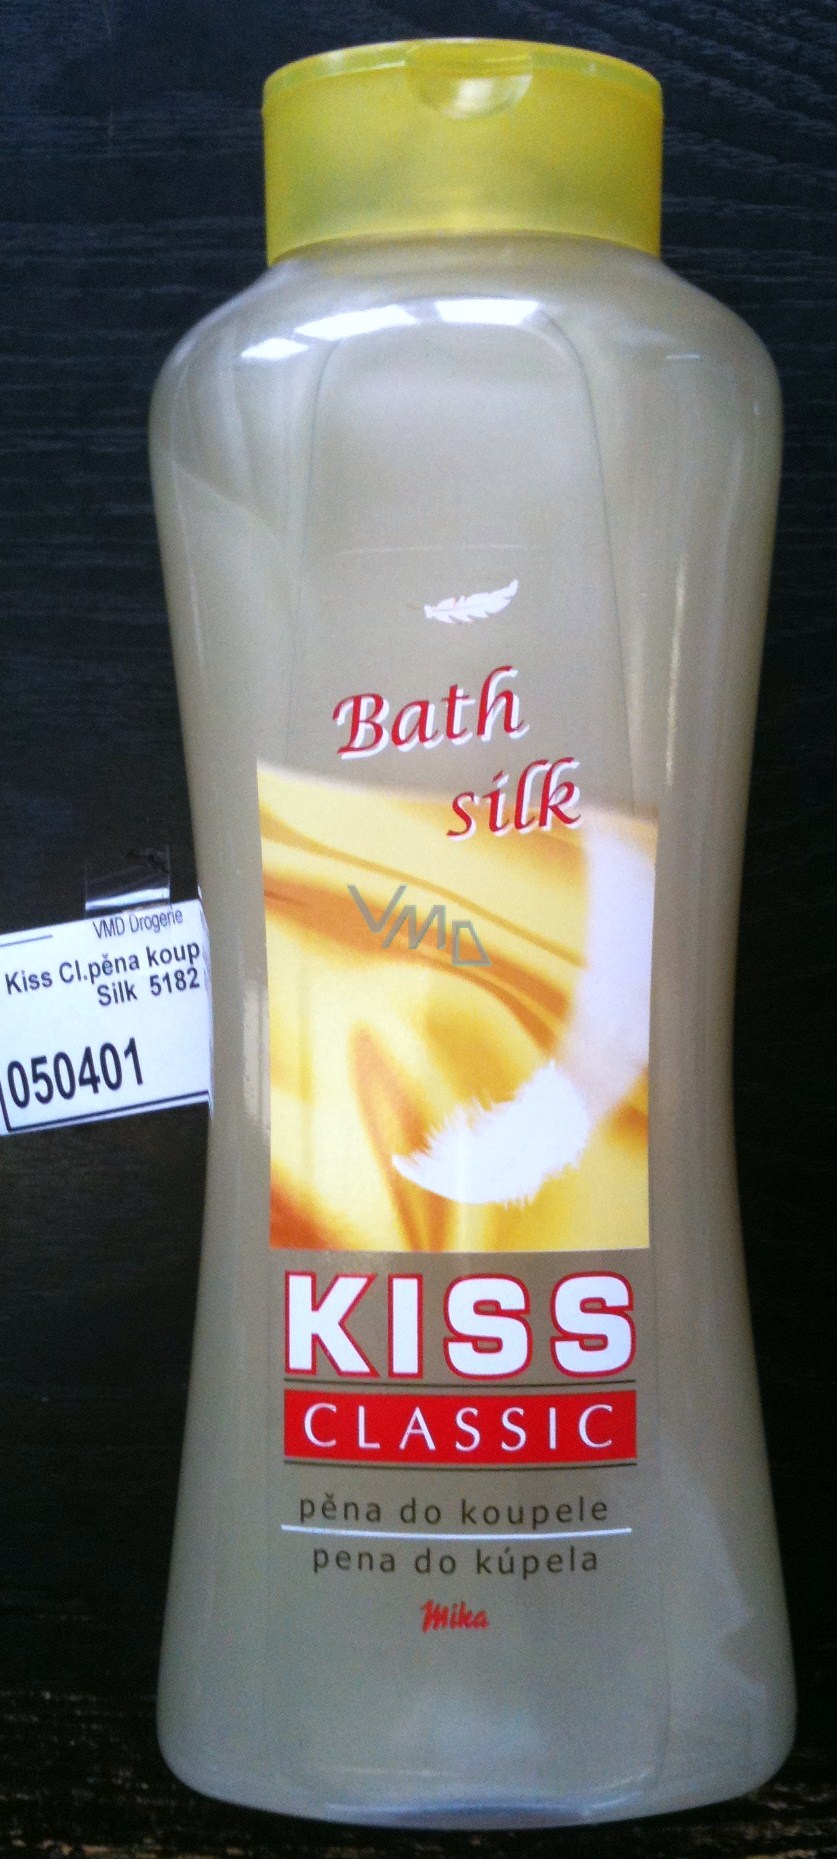 Bath
silk
VMD
VMD Drogerie
Kiss Cl.pěna koup
Silk 5182
050401
KISS
CLASSIC
pěna do koupele
pena do kúpela
Mika